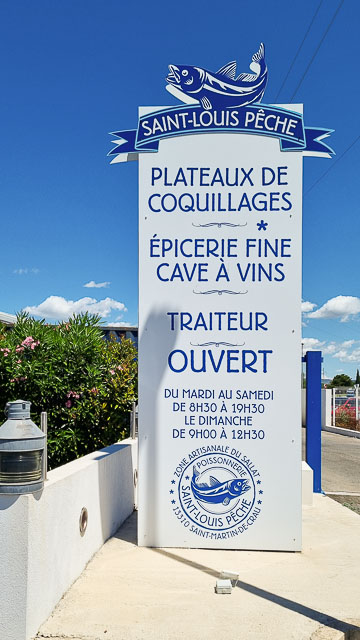 SAINT-LOUIS PÊCHE
PLATEAUX DE
COQUILLAGES
*
ÉPICERIE FINE
CAVE À VINS
TRAITEUR
OUVERT
DU MARDI AU SAMEDI
DE 8H30 À 19H30
LE DIMANCHE
DE 9H00 À 12H30
ZONE ARTISANALE DU SALAT
POISSONNERIE
SAINT-LOUIS PÊCHE
13310 SAINT-MARTIN-DE-CRAU